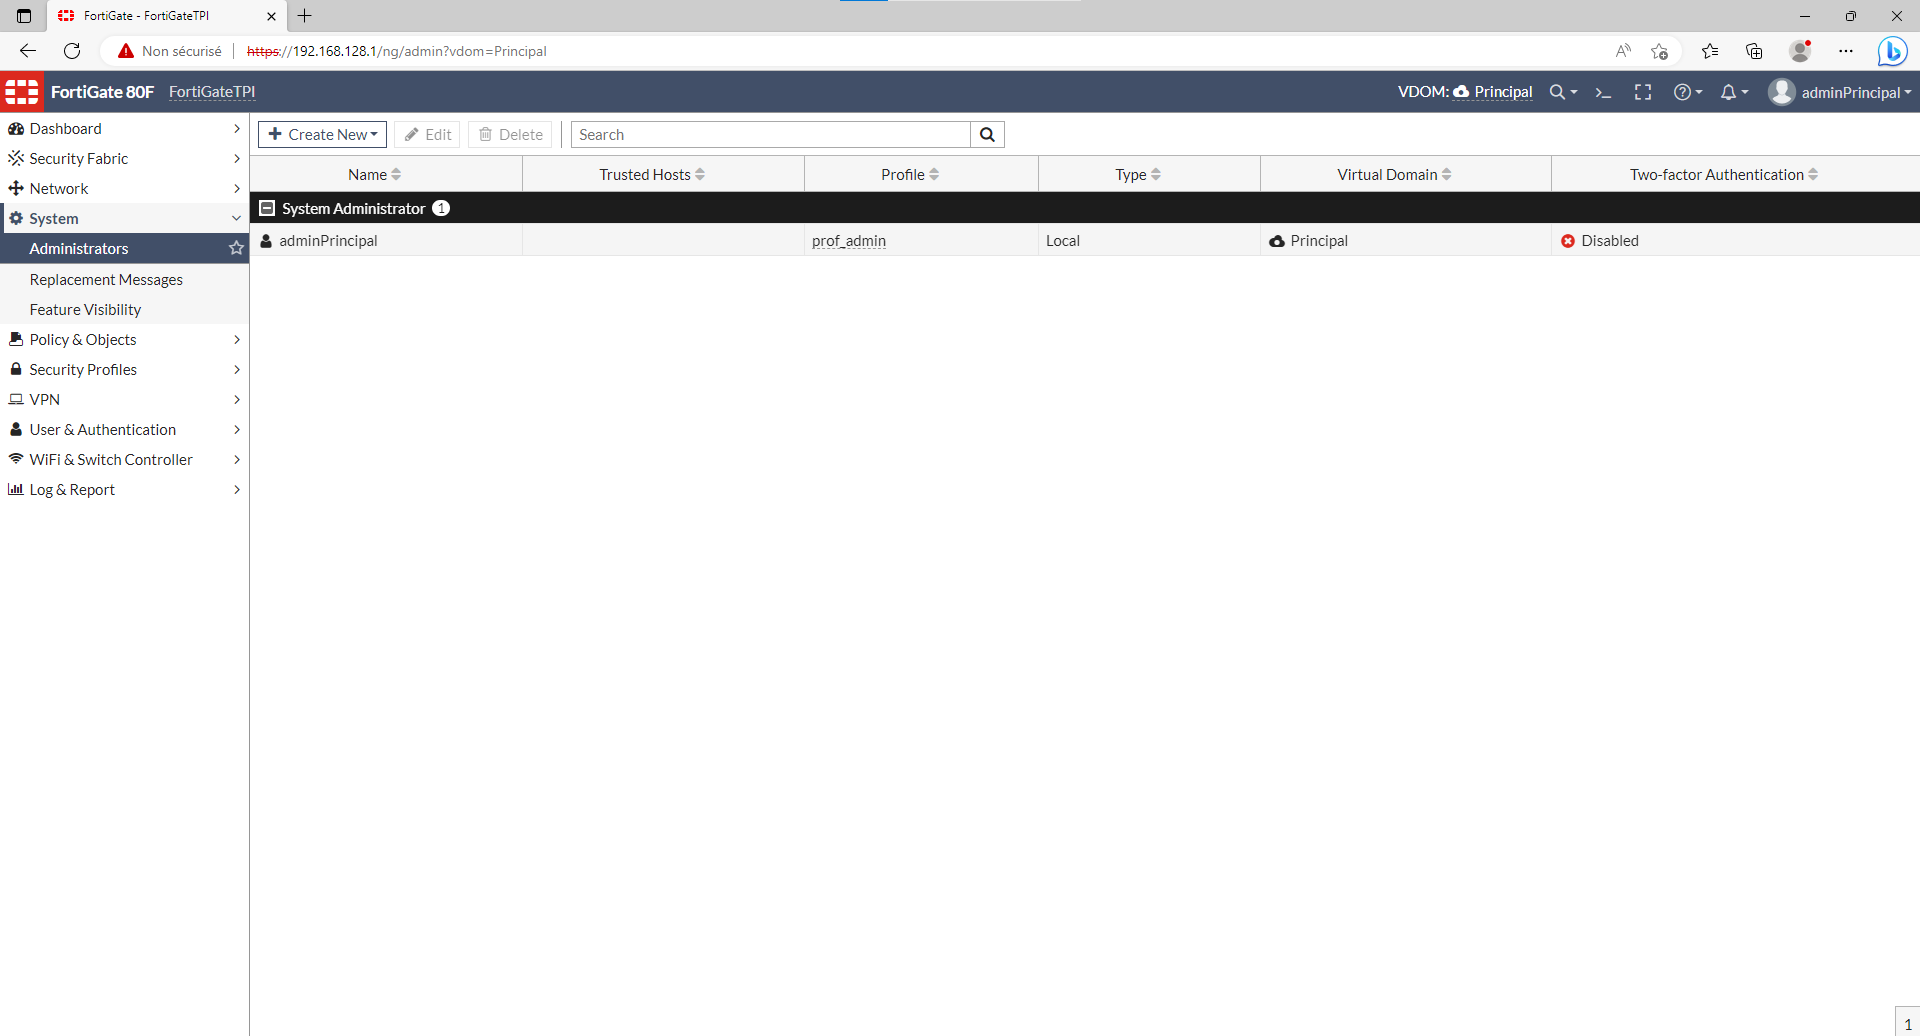 FortiGate - FortiGateTPI
Non sécurisé https://192.168.128.1/ng/admin?vdom=Principal
FortiGate 80F FortiGateTPI VDOM: Principal adminPrincipal
Dashboard
Security Fabric
Network
System
Administrators
Replacement Messages
Feature Visibility
Policy & Objects
Security Profiles
VPN
User & Authentication
WiFi & Switch Controller
Log & Report
Create New Edit Delete Search
Name Trusted Hosts Profile Type Virtual Domain Two-factor Authentication
System Administrator 1
adminPrincipal prof_admin Local Principal Disabled
1